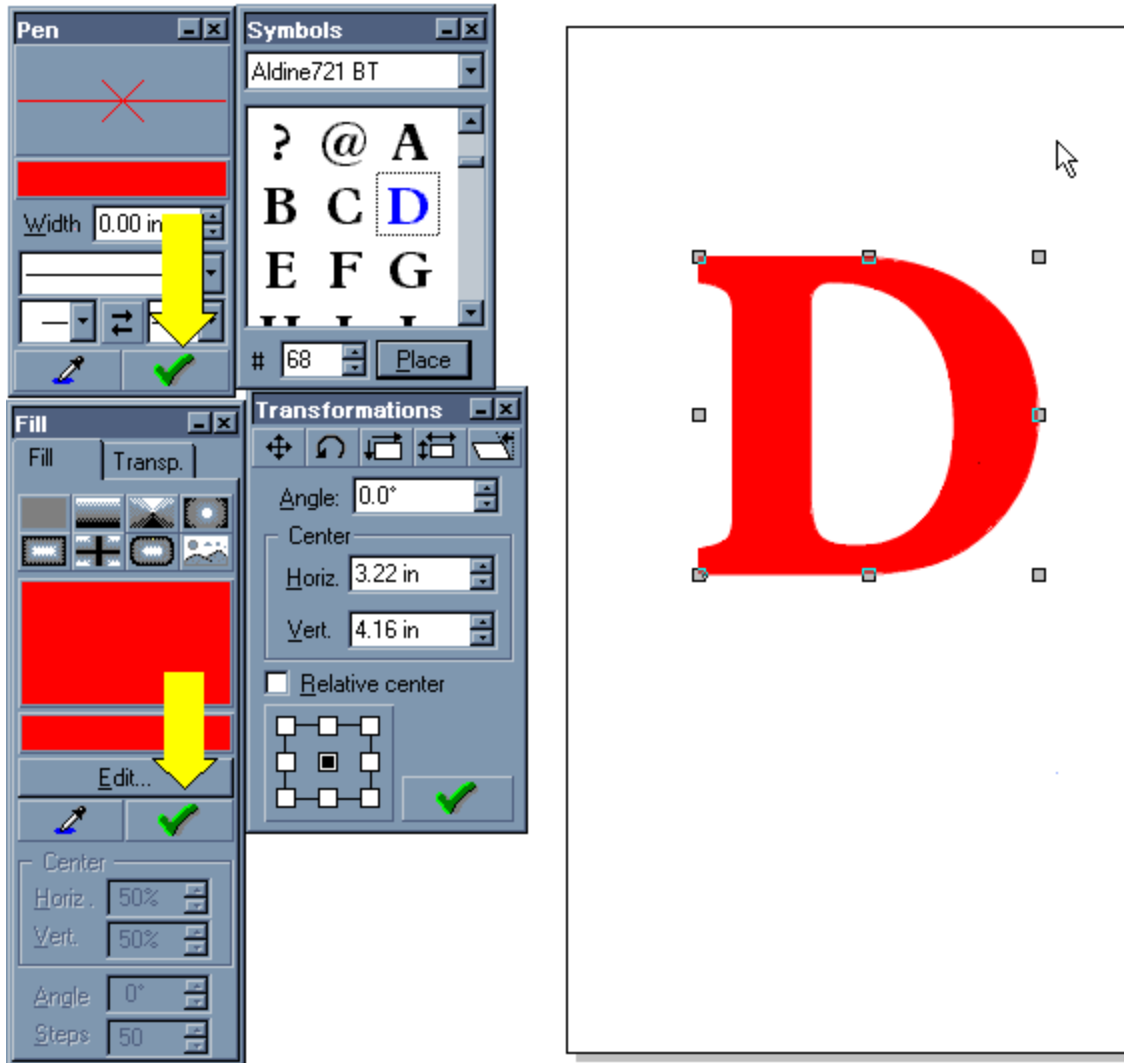 Pen
Width 0.00 in
Symbols
Aldine721 BT
? @ A
B C D
E F G
# 68 Place
Fill
Fill Transp.
Edit...
Center
Horiz. 50%
Vert. 50%
Angle 0°
Steps 50
Transformations
Angle: 0.0°
Center
Horiz. 3.22 in
Vert. 4.16 in
Relative center
D